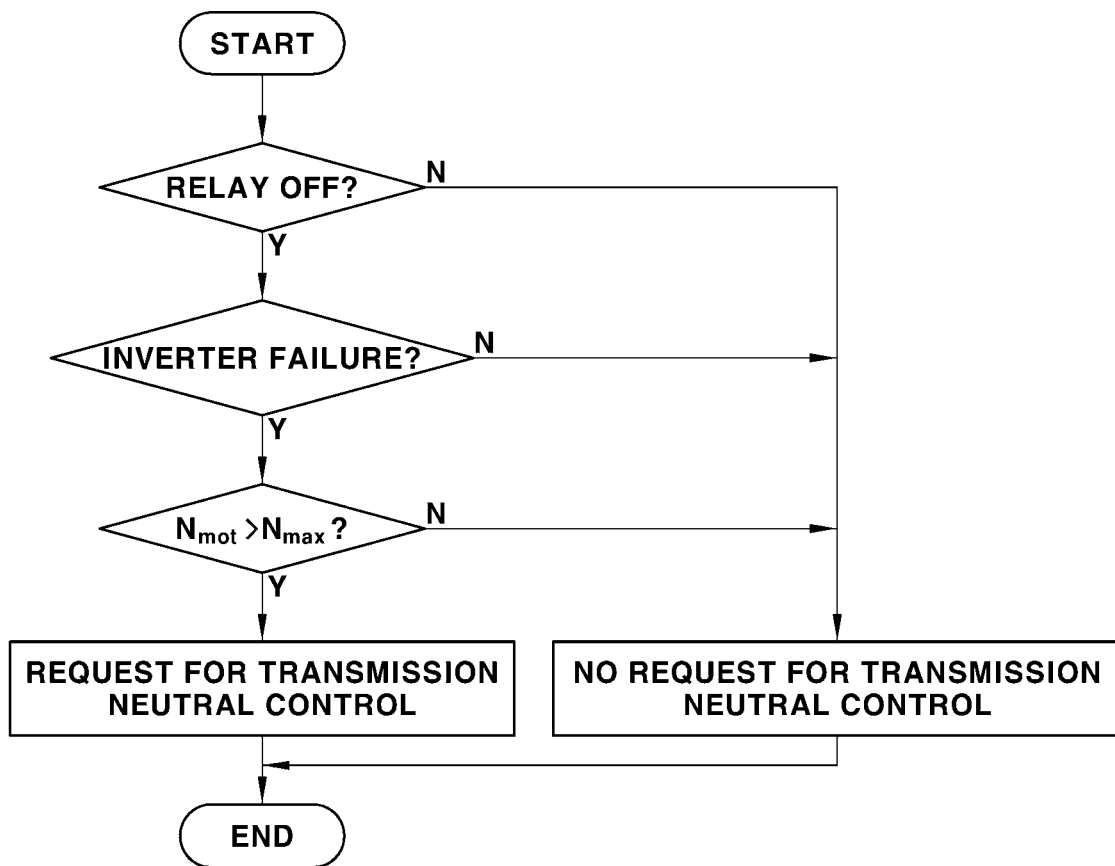 START
RELAY OFF?
N
Y
INVERTER FAILURE?
N
Y
Nmot >Nmax ?
N
Y
REQUEST FOR TRANSMISSION
NEUTRAL CONTROL
NO REQUEST FOR TRANSMISSION
NEUTRAL CONTROL
END